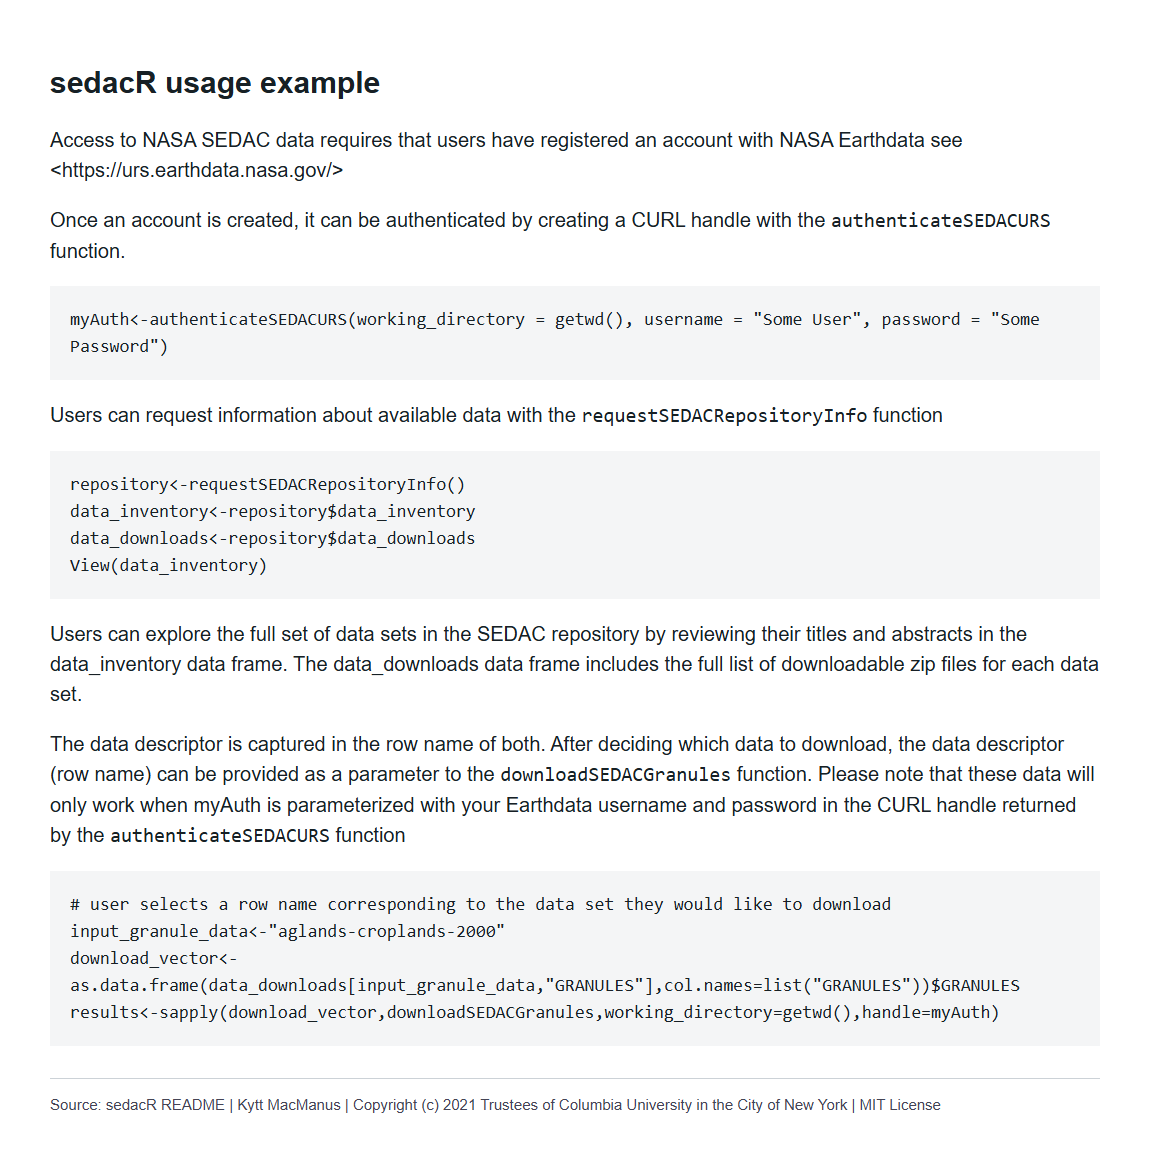 sedacR usage example
Access to NASA SEDAC data requires that users have registered an account with NASA Earthdata see
<https://urs.earthdata.nasa.gov/>
Once an account is created, it can be authenticated by creating a CURL handle with the authenticateSEDACURS
function.
myAuth<-authenticateSEDACURS(working_directory = getwd(), username = "Some User", password = "Some
Password")
Users can request information about available data with the requestSEDACRepositoryInfo function
repository<-requestSEDACRepositoryInfo()
data_inventory<-repository$data_inventory
data_downloads<-repository$data_downloads
View(data_inventory)
Users can explore the full set of data sets in the SEDAC repository by reviewing their titles and abstracts in the
data_inventory data frame. The data_downloads data frame includes the full list of downloadable zip files for each data
set.
The data descriptor is captured in the row name of both. After deciding which data to download, the data descriptor
(row name) can be provided as a parameter to the downloadSEDACGranules function. Please note that these data will
only work when myAuth is parameterized with your Earthdata username and password in the CURL handle returned
by the authenticateSEDACURS function
# user selects a row name corresponding to the data set they would like to download
input_granule_data<-"aglands-croplands-2000"
download_vector<-
as.data.frame(data_downloads[input_granule_data,"GRANULES"],col.names=list("GRANULES"))$GRANULES
results<-sapply(download_vector,downloadSEDACGranules,working_directory=getwd(),handle=myAuth)
Source: sedacR README | Kytt MacManus | Copyright (c) 2021 Trustees of Columbia University in the City of New York | MIT License